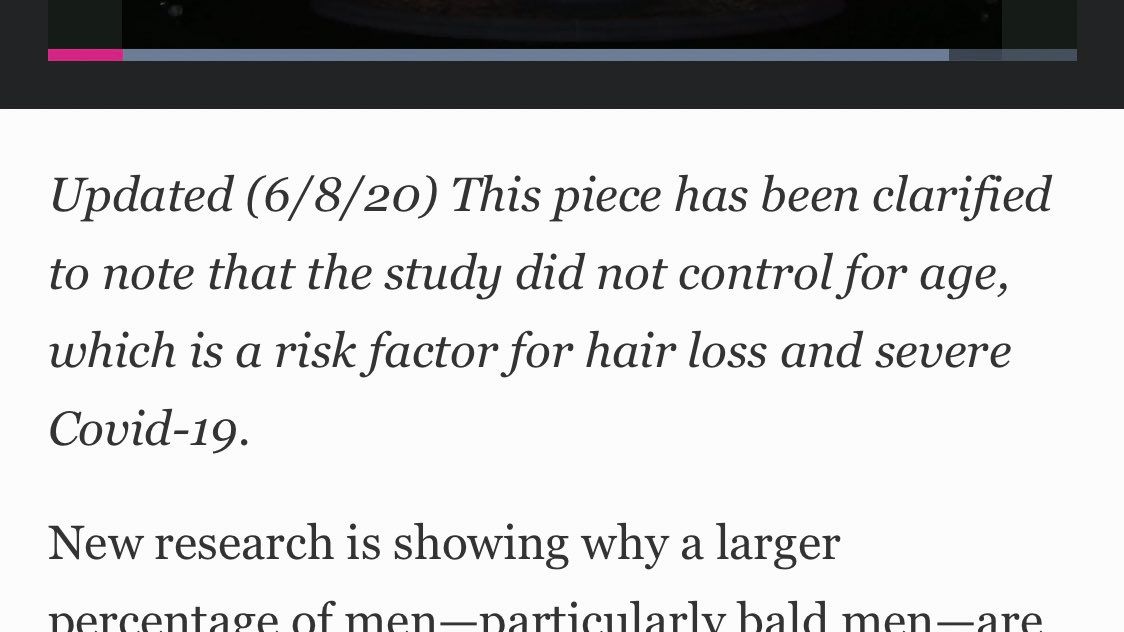 Updated (6/8/20) This piece has been clarified
to note that the study did not control for age,
which is a risk factor for hair loss and severe
Covid-19.
New research is showing why a larger
percentage of men—particularly bald men—are